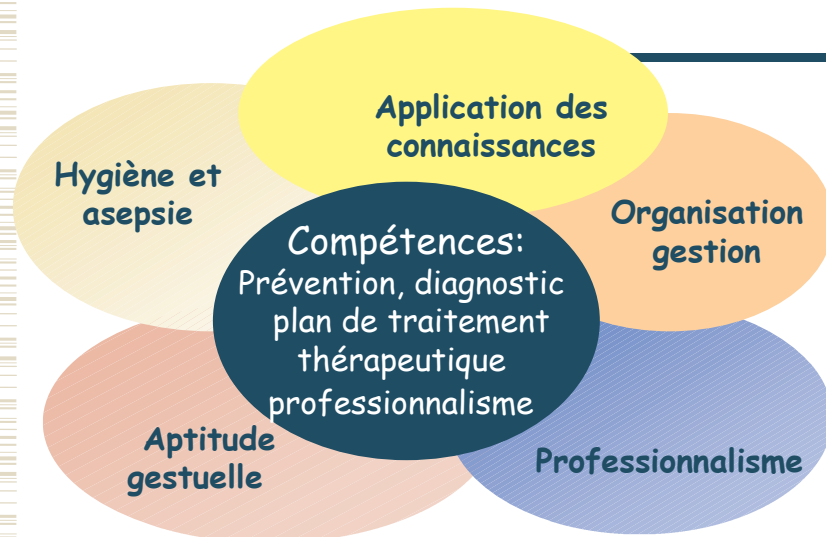 Application des
connaissances
Hygiène et
asepsie
Organisation
gestion
Compétences:
Prévention, diagnostic
plan de traitement
thérapeutique
professionnalisme
Aptitude
gestuelle
Professionnalisme